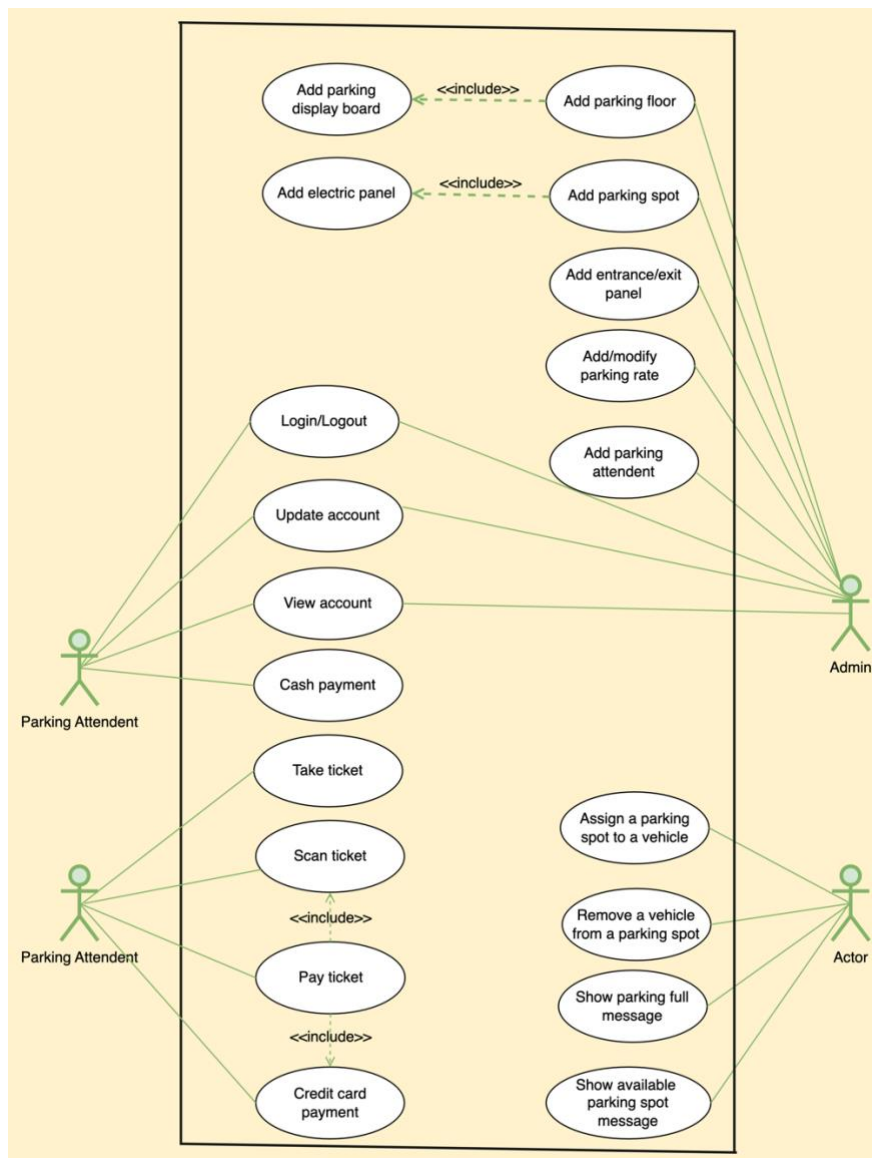 Add parking
display board
<<include>>
Add parking floor
Add electric panel
<<include>>
Add parking spot
Add entrance/exit
panel
Add/modify
parking rate
Login/Logout
Add parking
attendent
Update account
View account
Admin
Cash payment
Parking Attendent
Take ticket
Assign a parking
spot to a vehicle
Scan ticket
<<include>>
Remove a vehicle
from a parking spot
Parking Attendent
Actor
Pay ticket
Show parking full
message
<<include>>
Credit card
payment
Show available
parking spot
message